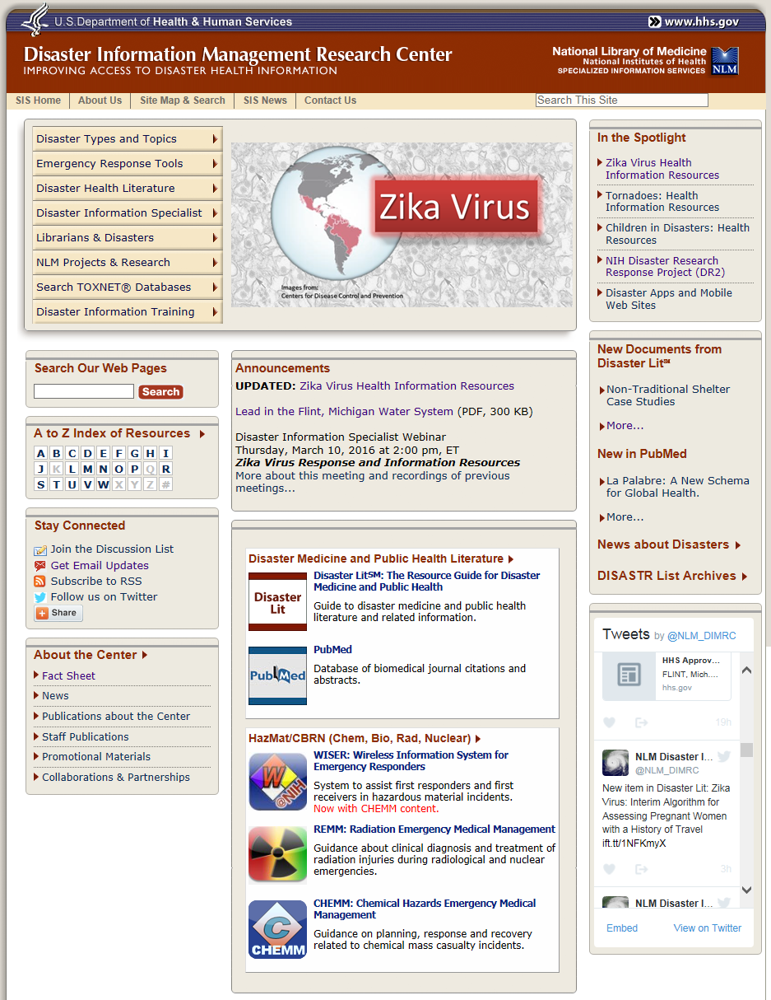 U.S.Department of Health & Human Services
www.hhs.gov
Disaster Information Management Research Center
IMPROVING ACCESS TO DISASTER HEALTH INFORMATION
National Library of Medicine
National Institutes of Health
SPECIALIZED INFORMATION SERVICES
NLM
SIS Home
About Us
Site Map & Search
SIS News
Contact Us
Search This Site
Disaster Types and Topics
Emergency Response Tools
Disaster Health Literature
Disaster Information Specialist
Librarians & Disasters
NLM Projects & Research
Search TOXNET® Databases
Disaster Information Training
Zika Virus
Images from:
Centers for Disease Control and Prevention
Search Our Web Pages
Search
A to Z Index of Resources
A B C D E F G H I
J K L M N O P Q R
S T U V W X Y Z #
Stay Connected
Join the Discussion List
Get Email Updates
Subscribe to RSS
Follow us on Twitter
Share
About the Center
Fact Sheet
News
Publications about the Center
Staff Publications
Promotional Materials
Collaborations & Partnerships
Announcements
UPDATED: Zika Virus Health Information Resources
Lead in the Flint, Michigan Water System (PDF, 300 KB)
Disaster Information Specialist Webinar
Thursday, March 10, 2016 at 2:00 pm, ET
Zika Virus Response and Information Resources
More about this meeting and recordings of previous
meetings...
Disaster Medicine and Public Health Literature
Disaster
Lit
Disaster Lit℠: The Resource Guide for Disaster
Medicine and Public Health
Guide to disaster medicine and public health
literature and related information.
PubMed
PubMed
Database of biomedical journal citations and
abstracts.
HazMat/CBRN (Chem, Bio, Rad, Nuclear)
W
@NIH
WISER: Wireless Information System for
Emergency Responders
System to assist first responders and first
receivers in hazardous material incidents.
Now with CHEMM content.
REMM: Radiation Emergency Medical Management
Guidance about clinical diagnosis and treatment of
radiation injuries during radiological and nuclear
emergencies.
C
CHEMM
CHEMM: Chemical Hazards Emergency Medical
Management
Guidance on planning, response and recovery
related to chemical mass casualty incidents.
In the Spotlight
Zika Virus Health
Information Resources
Tornadoes: Health
Information Resources
Children in Disasters: Health
Resources
NIH Disaster Research
Response Project (DR2)
Disaster Apps and Mobile
Web Sites
New Documents from
Disaster Lit℠
Non-Traditional Shelter
Case Studies
More...
New in PubMed
La Palabre: A New Schema
for Global Health.
More...
News about Disasters
DISASTR List Archives
Tweets by @NLM_DIMRC
HHS Approv...
FLINT, Mich....
hhs.gov
19h
NLM Disaster I...
@NLM_DIMRC
New item in Disaster Lit: Zika
Virus: Interim Algorithm for
Assessing Pregnant Women
with a History of Travel
ift.tt/1NFKmyX
3h
NLM Disaster I...
Embed
View on Twitter